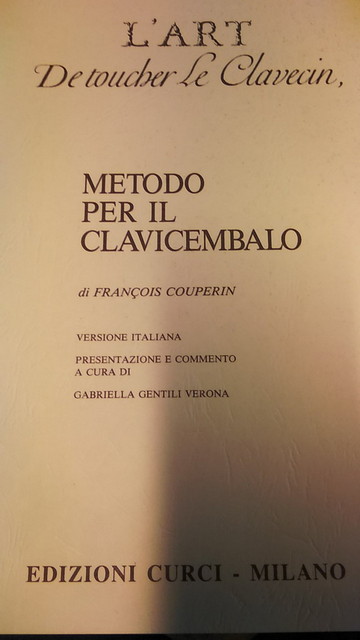 L'ART
De toucher Le Clavecin,
METODO
PER IL
CLAVICEMBALO
di FRANÇOIS COUPERIN
VERSIONE ITALIANA
PRESENTAZIONE E COMMENTO
A CURA DI
GABRIELLA GENTILI VERONA
EDIZIONI CURCI - MILANO